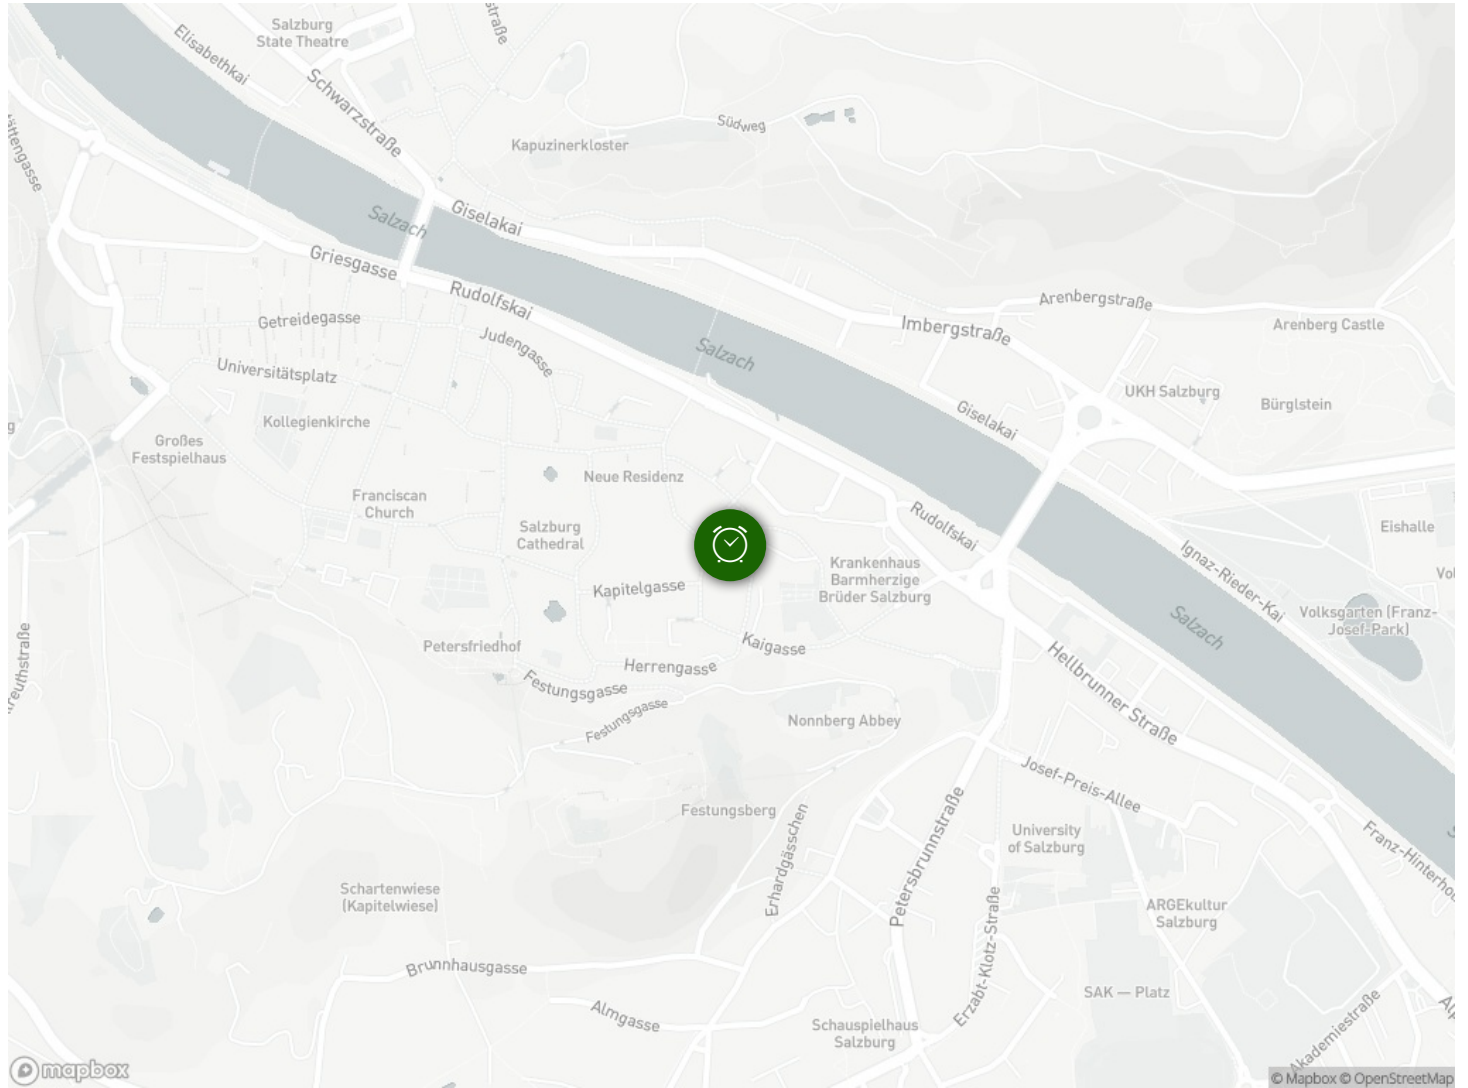 Salzburg
State Theatre
straße
Elisabethkai
Schwarzstraße
Südweg
Kapuzinerkloster
Salzach
Giselakai
Griesgasse
Rudolfskai
Arenbergstraße
Getreidegasse
Judengasse
Imbergstraße
Arenberg Castle
Salzach
Universitätsplatz
UKH Salzburg
Bürglstein
Kollegienkirche
Giselakai
Großes
Festspielhaus
Neue Residenz
Franciscan
Church
Rudolfskai
Eishalle
Salzburg
Cathedral
Ignaz-Rieder-Kai
Krankenhaus
Barmherzige
Brüder Salzburg
Kapitelgasse
Volksgarten (Franz-
Josef-Park)
Salzach
Petersfriedhof
Kaigasse
Herrengasse
Hellbrunner Straße
Festungsgasse
Festungsgasse
Nonnberg Abbey
Josef-Preis-Allee
Festungsberg
University
of Salzburg
Petersbrunnstraße
Erhardgässchen
Franz-Hinterho
Schartenwiese
(Kapitelwiese)
ARGEkultur
Salzburg
Erzabt-Klotz-Straße
Brunnhausgasse
SAK — Platz
Almgasse
Schauspielhaus
Salzburg
Akademiestraße
mapbox
© Mapbox © OpenStreetMap